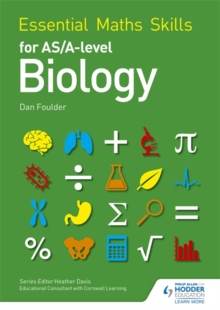 Essential Maths Skills
for AS/A-level
Biology
Dan Foulder
÷ √ π
%
Series Editor Heather Davis
Educational Consultant with Cornwall Learning
PHILIP ALLAN FOR
HODDER
EDUCATION
LEARN MORE